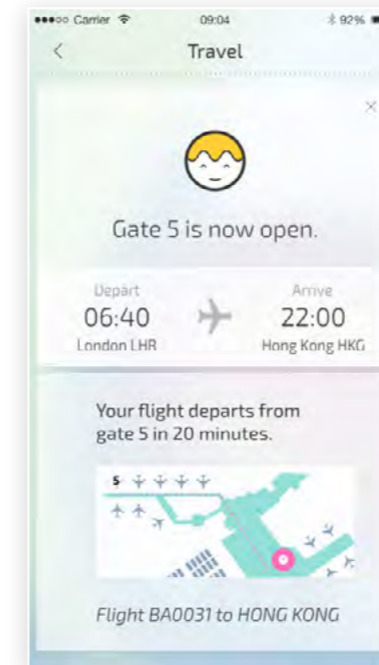 Carrier 09:04 92%
Travel
Gate 5 is now open.
Depart Arrive
06:40 22:00
London LHR Hong Kong HKG
Your flight departs from
gate 5 in 20 minutes.
5
Flight BA0031 to HONG KONG